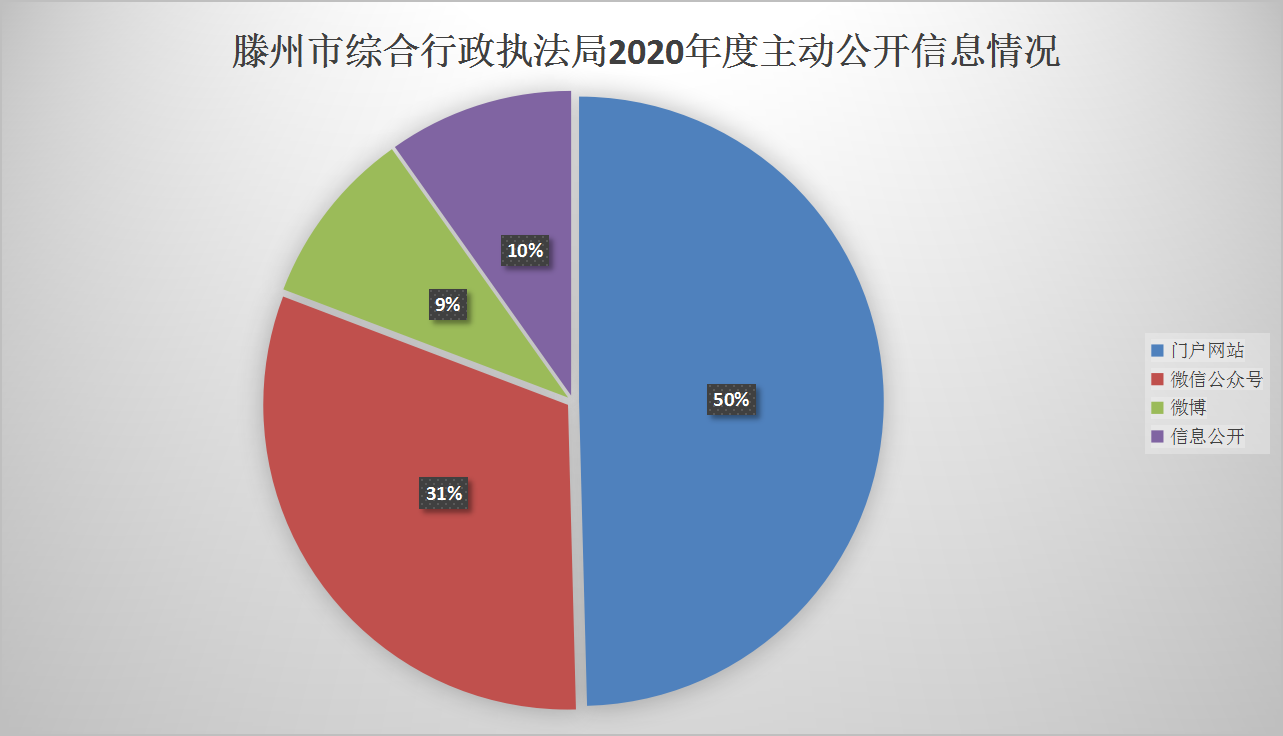 滕州市综合行政执法局2020年度主动公开信息情况
10%
9%
50%
31%
门户网站
微信公众号
微博
信息公开